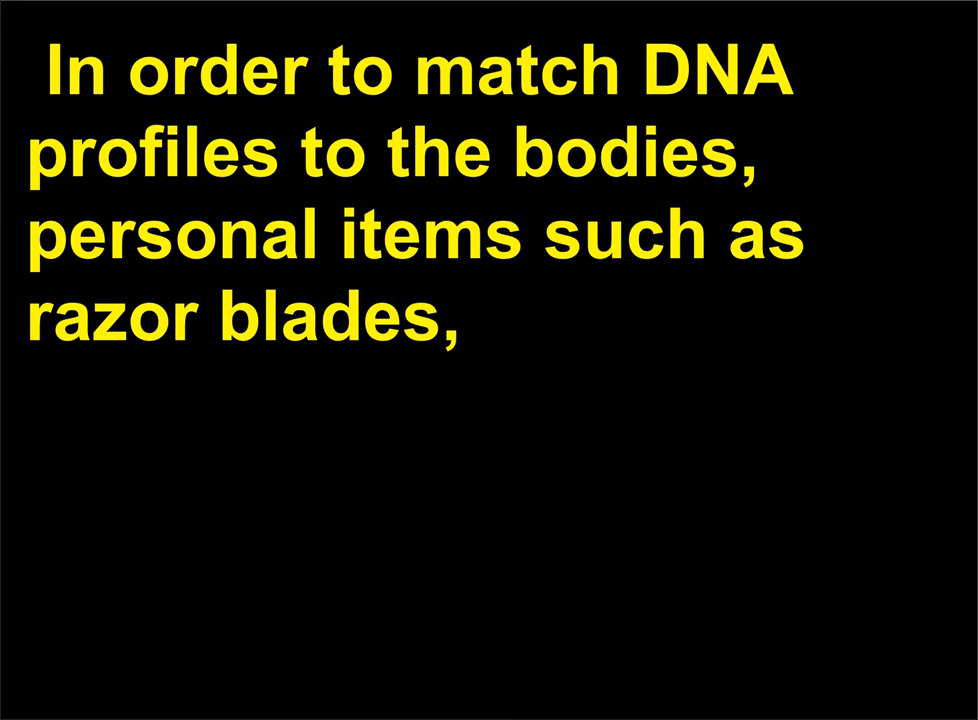 In order to match DNA
profiles to the bodies,
personal items such as
razor blades,